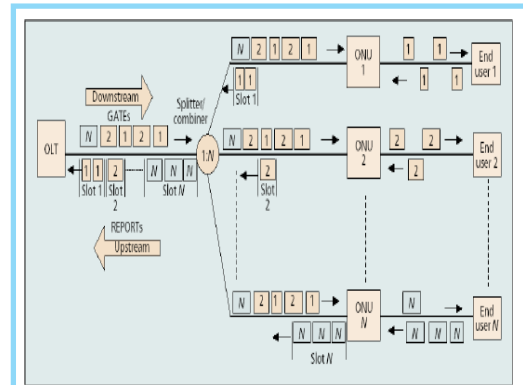 N 2 1 2 1
ONU 1
1 1
End user 1
1 1
Slot 1
1 1
Downstream
GATEs
Splitter/combiner
N 2 1 2 1
OLT
1:N
N 2 1 2 1
ONU 2
2 2
End user 2
1 1 2 N N N
Slot 1 Slot 2 Slot N
2
Slot 2
2
REPORTs
Upstream
N 2 1 2 1
ONU N
N
End user N
N N N
Slot N
N N N